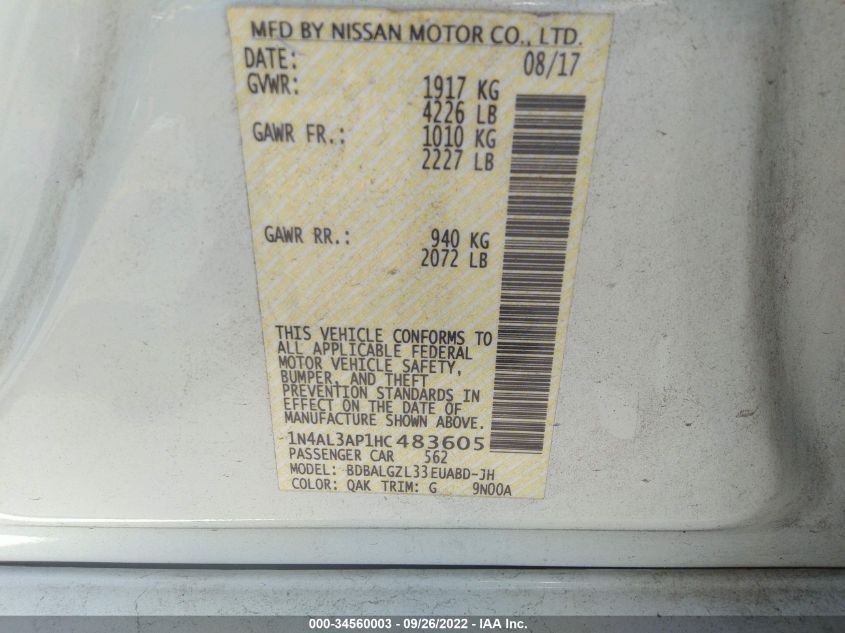 MFD BY NISSAN MOTOR CO., LTD.
DATE: 08/17
GVWR: 1917 KG
4226 LB
GAWR FR.: 1010 KG
2227 LB
GAWR RR.: 940 KG
2072 LB
THIS VEHICLE CONFORMS TO
ALL APPLICABLE FEDERAL
MOTOR VEHICLE SAFETY,
BUMPER, AND THEFT
PREVENTION STANDARDS IN
EFFECT ON THE DATE OF
MANUFACTURE SHOWN ABOVE.
1N4AL3AP1HC483605
PASSENGER CAR 562
MODEL: BDBALGZL33EUABD-JH
COLOR: QAK TRIM: G 9N00A
000-34560003 - 09/26/2022 - IAA Inc.